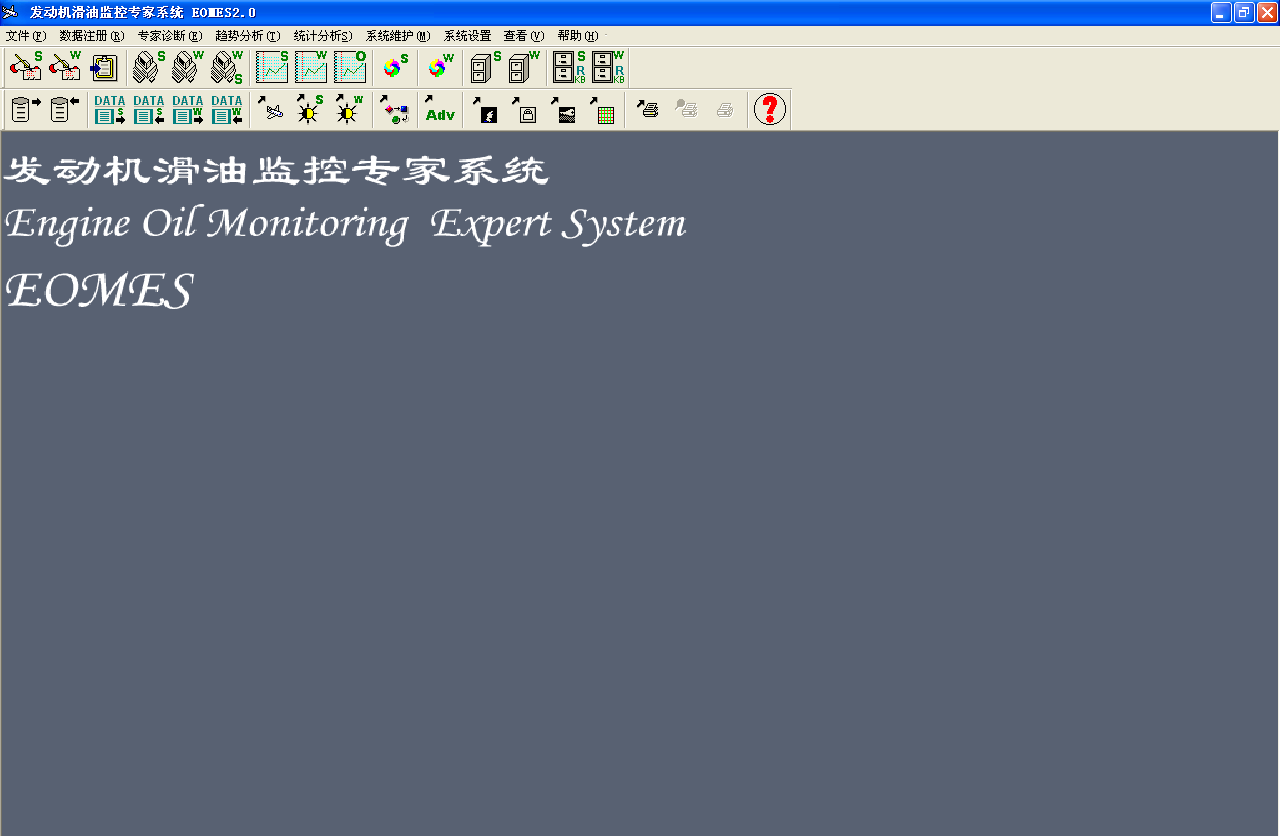 发动机滑油监控专家系统 EOMES2.0
文件(F) 数据注册(R) 专家诊断(E) 趋势分析(T) 统计分析S) 系统维护(M) 系统设置 查看(V) 帮助(H)
S W S W W S S W O S W S W S R KB W R KB
DATA S DATA S DATA W DATA W S W Adv ?
发动机滑油监控专家系统
Engine Oil Monitoring Expert System
EOMES